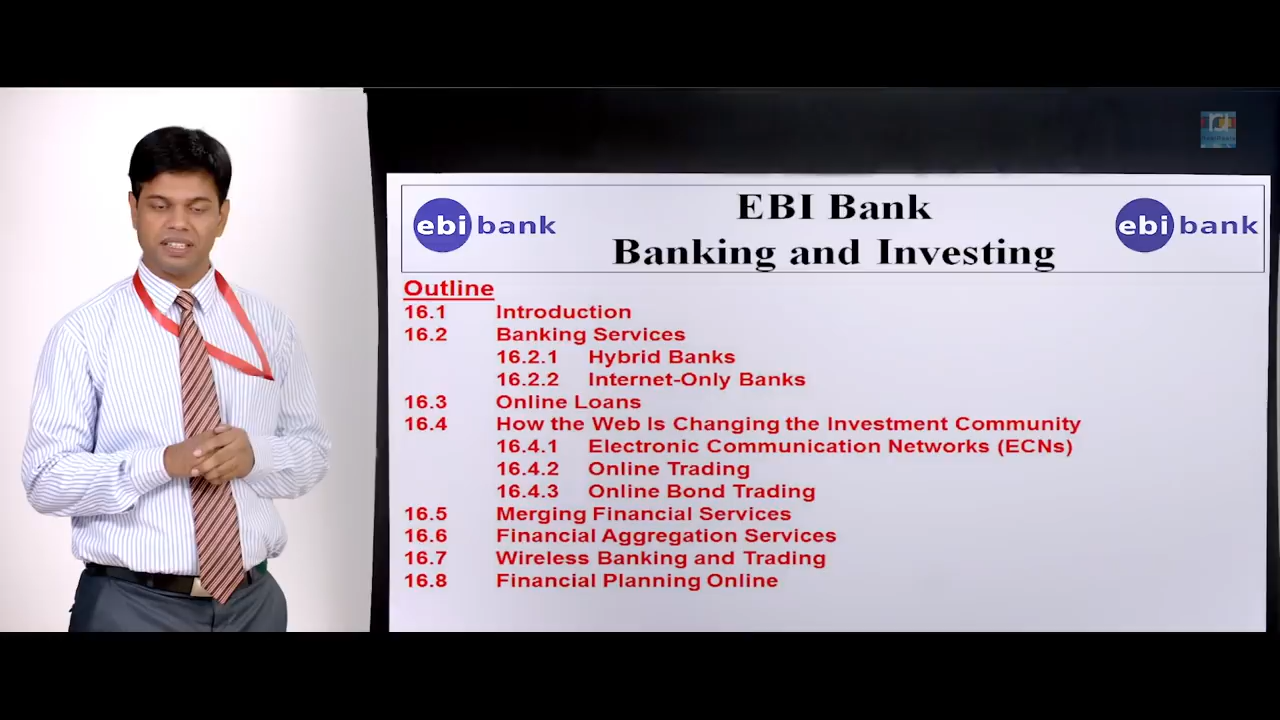 EBI Bank
Banking and Investing
ebi bank
ebi bank
Outline
16.1 Introduction
16.2 Banking Services
16.2.1 Hybrid Banks
16.2.2 Internet-Only Banks
16.3 Online Loans
16.4 How the Web Is Changing the Investment Community
16.4.1 Electronic Communication Networks (ECNs)
16.4.2 Online Trading
16.4.3 Online Bond Trading
16.5 Merging Financial Services
16.6 Financial Aggregation Services
16.7 Wireless Banking and Trading
16.8 Financial Planning Online